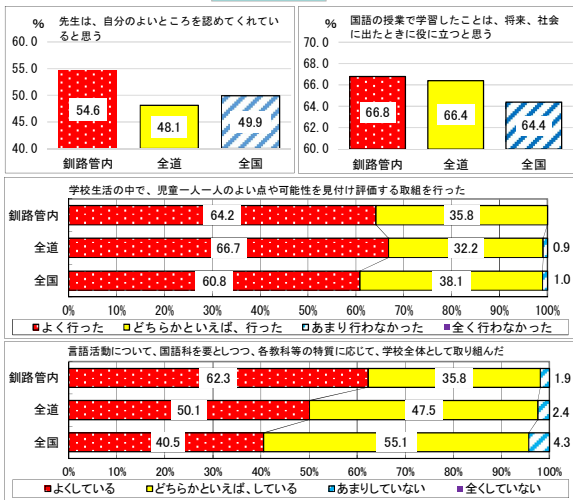 %
先生は、自分のよいところを認めてくれて
いると思う
60.0
55.0
50.0
45.0
40.0
54.6
48.1
49.9
釧路管内
全道
全国
%
国語の授業で学習したことは、将来、社会
に出たときに役に立つと思う
70.0
68.0
66.0
64.0
62.0
60.0
66.8
66.4
64.4
釧路管内
全道
全国
学校生活の中で、児童一人一人のよい点や可能性を見付け評価する取組を行った
釧路管内 64.2 35.8
全道 66.7 32.2 0.9
全国 60.8 38.1 1.0
0% 10% 20% 30% 40% 50% 60% 70% 80% 90% 100%
よく行った どちらかといえば、行った あまり行わなかった 全く行わなかった
言語活動について、国語科を要としつつ、各教科等の特質に応じて、学校全体として取り組んだ
釧路管内 62.3 35.8 1.9
全道 50.1 47.5 2.4
全国 40.5 55.1 4.3
0% 10% 20% 30% 40% 50% 60% 70% 80% 90% 100%
よくしている どちらかといえば、している あまりしていない 全くしていない